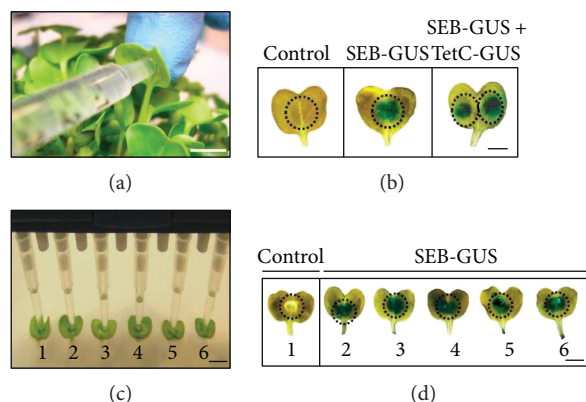 SEB-GUS +
Control SEB-GUS TetC-GUS
(a)
(b)
Control SEB-GUS
1 2 3 4 5 6
1 2 3 4 5 6
(c)
(d)